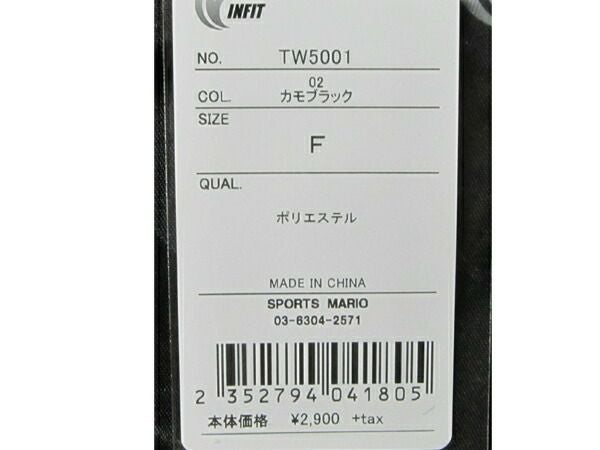 INFIT
NO. TW5001
02
COL. カモブラック
SIZE
F
QUAL.
ポリエステル
MADE IN CHINA
SPORTS MARIO
03-6304-2571
2 352794 041805
本体価格 ¥2,900 +tax